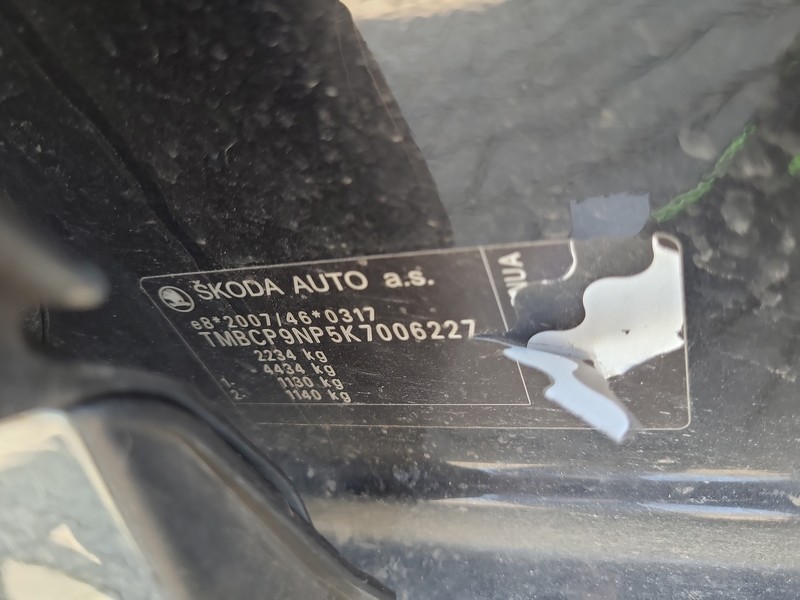 ŠKODA AUTO a.s.
e8*2007/46*0317
TMBCP9NP5K7006227
2234 kg
4434 kg
1. 1130 kg
2. 1140 kg